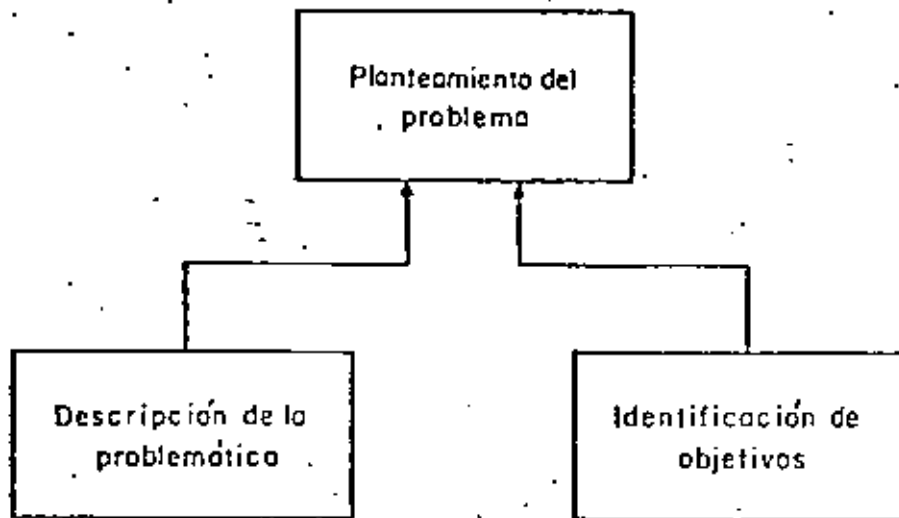 Planteamiento del
problema
Descripción de la
problemática
Identificación de
objetivos